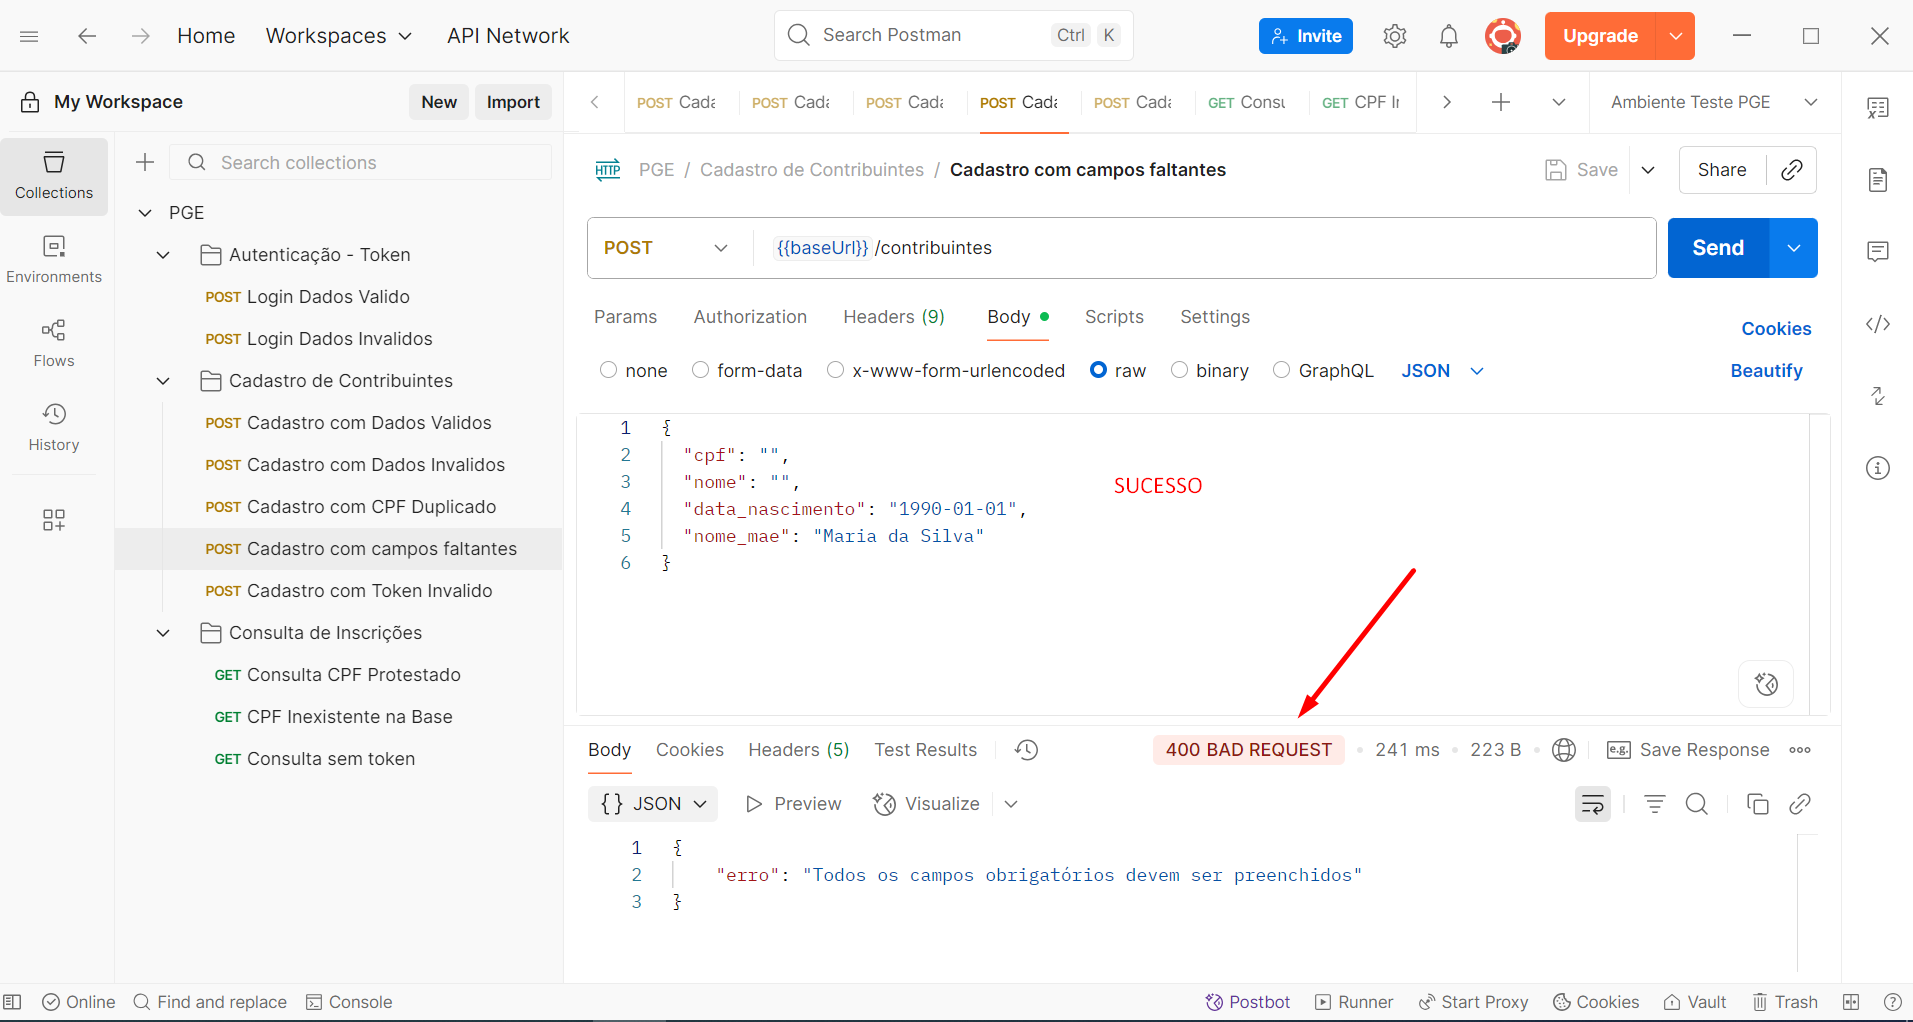 Home Workspaces API Network Search Postman Ctrl K Invite Upgrade
My Workspace New Import
POST Cada POST Cada POST Cada POST Cada POST Cada GET Consu GET CPF I Ambiente Teste PGE
Collections
Environments
Flows
History
Search collections
PGE
Autenticação - Token
POST Login Dados Valido
POST Login Dados Invalidos
Cadastro de Contribuintes
POST Cadastro com Dados Validos
POST Cadastro com Dados Invalidos
POST Cadastro com CPF Duplicado
POST Cadastro com campos faltantes
POST Cadastro com Token Invalido
Consulta de Inscrições
GET Consulta CPF Protestado
GET CPF Inexistente na Base
GET Consulta sem token
HTTP PGE / Cadastro de Contribuintes / Cadastro com campos faltantes Save Share
POST {{baseUrl}} /contribuintes Send
Params Authorization Headers (9) Body Scripts Settings Cookies
none form-data x-www-form-urlencoded raw binary GraphQL JSON Beautify
1 {
2 "cpf": "",
3 "nome": "",
4 "data_nascimento": "1990-01-01",
5 "nome_mae": "Maria da Silva"
6 }
SUCESSO
Body Cookies Headers (5) Test Results 400 BAD REQUEST 241 ms 223 B e.g. Save Response
{} JSON Preview Visualize
1 {
2 "erro": "Todos os campos obrigatórios devem ser preenchidos"
3 }
Online Find and replace Console Postbot Runner Start Proxy Cookies Vault Trash